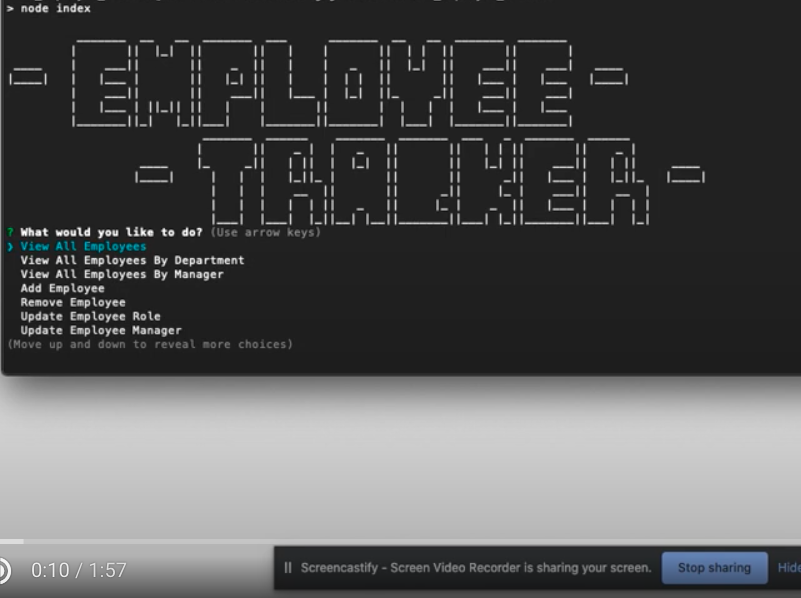 > node index
EMPLOYEE
TRACKER
? What would you like to do? (Use arrow keys)
❯ View All Employees
View All Employees By Department
View All Employees By Manager
Add Employee
Remove Employee
Update Employee Role
Update Employee Manager
(Move up and down to reveal more choices)
0:10 / 1:57
Screencastify - Screen Video Recorder is sharing your screen.
Stop sharing
Hide